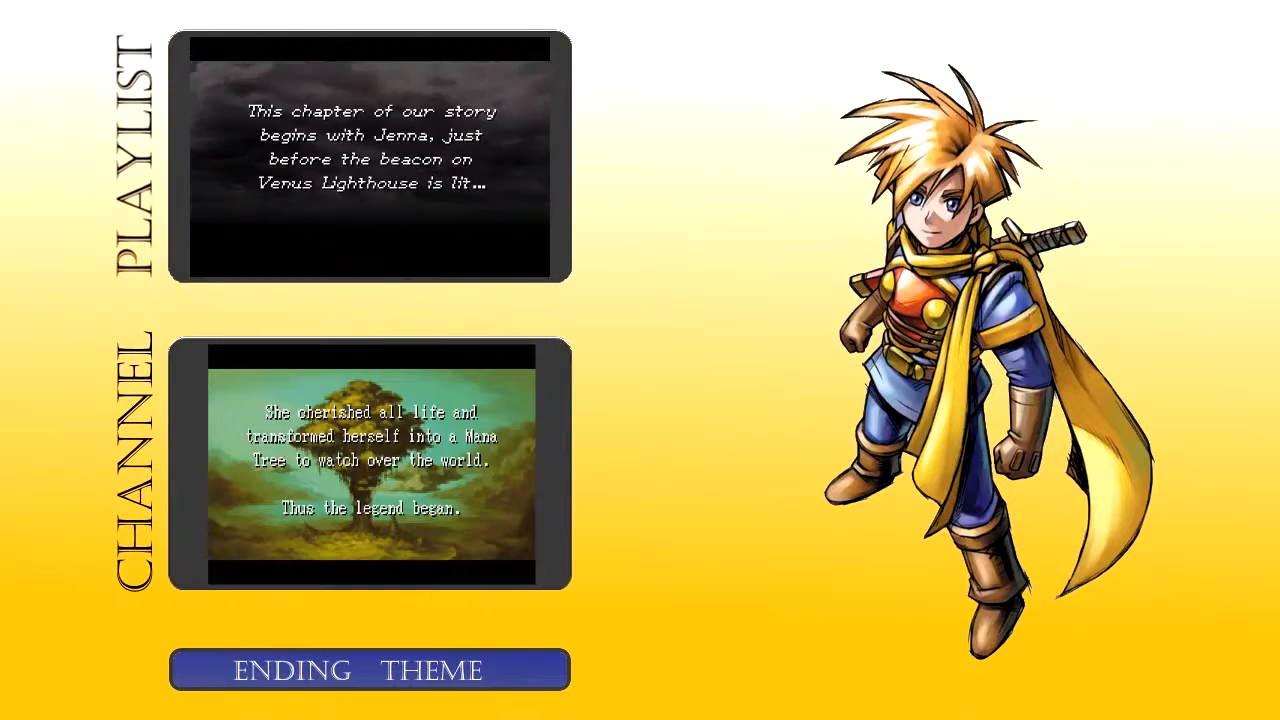 PLAYLIST
This chapter of our story
begins with Jenna, just
before the beacon on
Venus Lighthouse is lit...
CHANNEL
She cherished all life and
transformed herself into a Mana
Tree to watch over the world.
Thus the legend began.
ENDING THEME